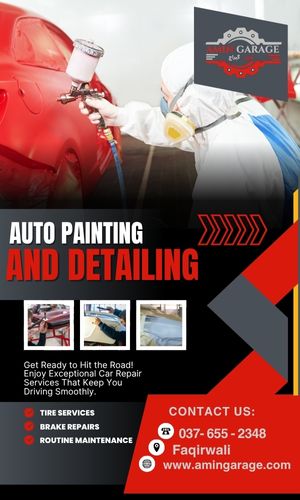 AMIN GARAGE
AUTO PAINTING
AND DETAILING
Get Ready to Hit the Road!
Enjoy Exceptional Car Repair
Services That Keep You
Driving Smoothly.
TIRE SERVICES
BRAKE REPAIRS
ROUTINE MAINTENANCE
CONTACT US:
037- 655 - 2348
Faqirwali
www.amingarage.com